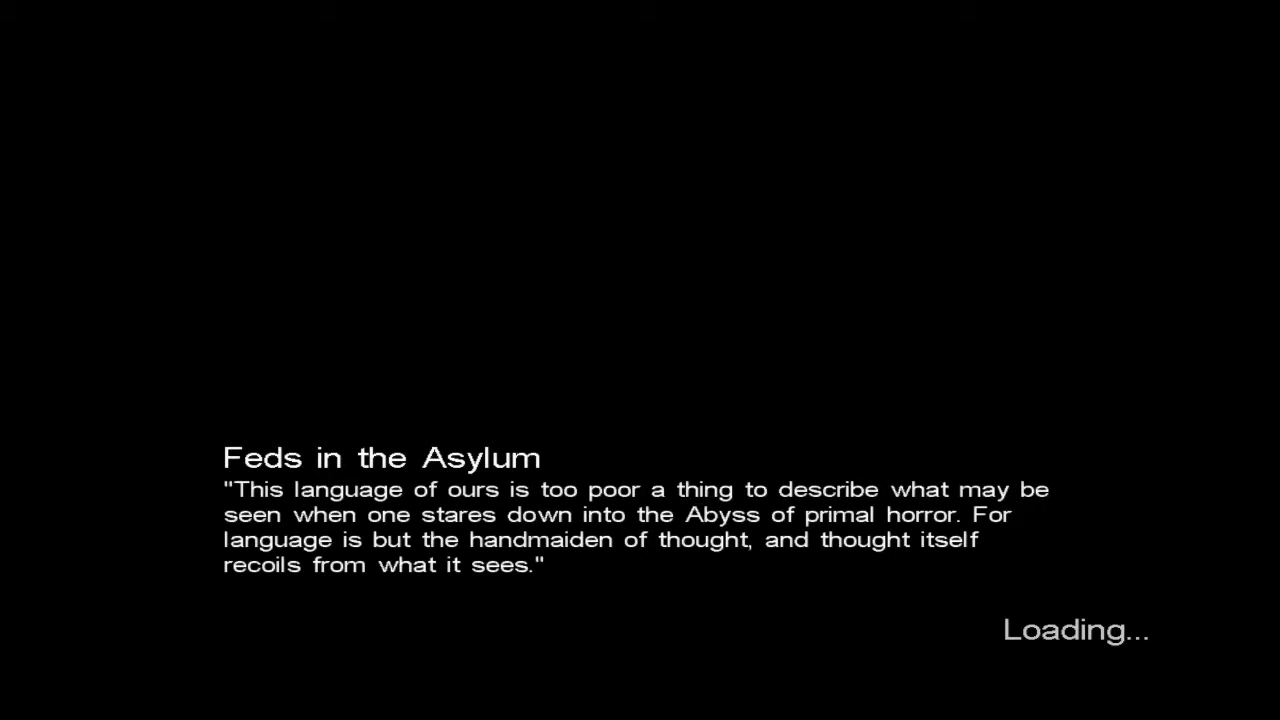 Feds in the Asylum
"This language of ours is too poor a thing to describe what may be
seen when one stares down into the Abyss of primal horror. For
language is but the handmaiden of thought, and thought itself
recoils from what it sees."
Loading...